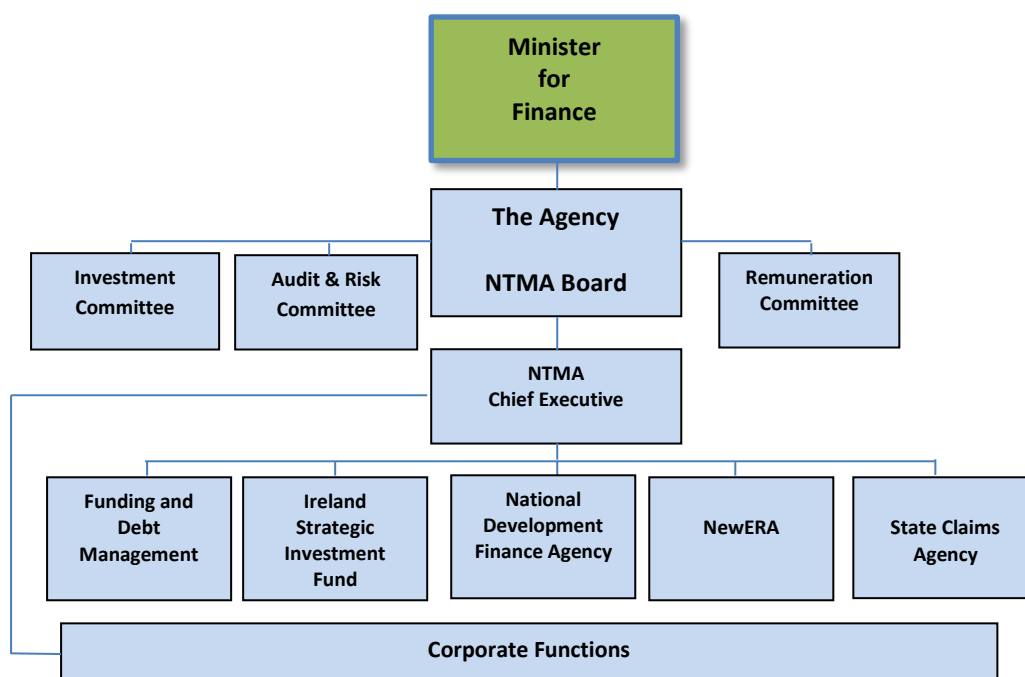 Minister
for
Finance
The Agency
NTMA Board
Investment
Committee
Audit & Risk
Committee
Remuneration
Committee
NTMA
Chief Executive
Funding and
Debt
Management
Ireland
Strategic
Investment
Fund
National
Development
Finance Agency
NewERA
State Claims
Agency
Corporate Functions